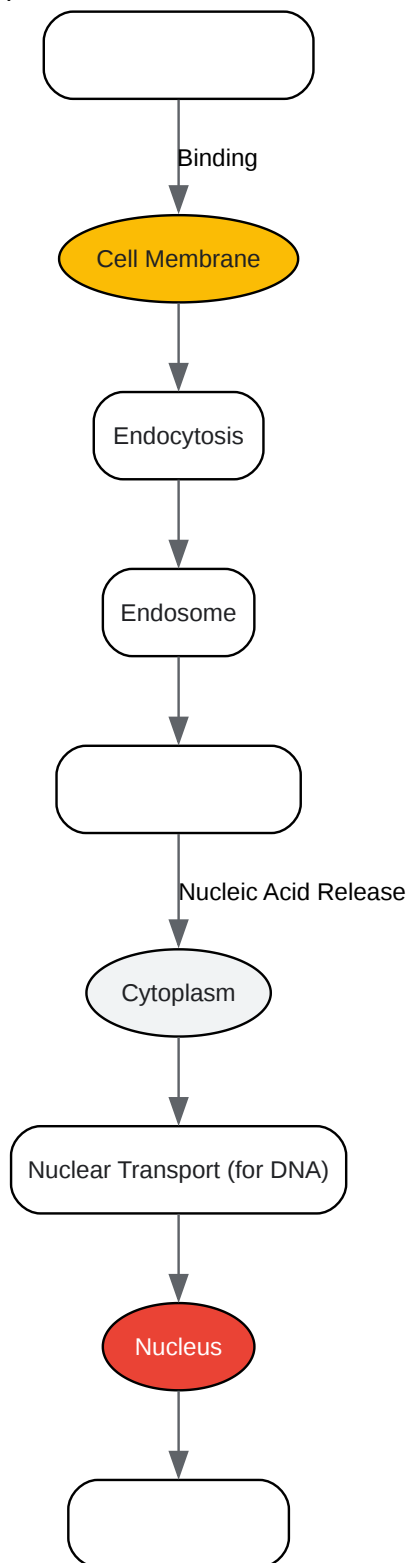 Binding
Cell Membrane
Endocytosis
Endosome
Nucleic Acid Release
Cytoplasm
Nuclear Transport (for DNA)
Nucleus